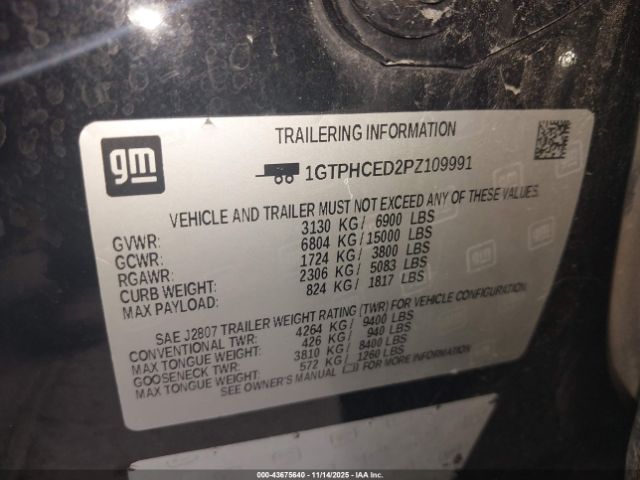 gm
TRAILERING INFORMATION
1GTPHCED2PZ109991
VEHICLE AND TRAILER MUST NOT EXCEED ANY OF THESE VALUES.
GVWR: 3130 KG / 6900 LBS
GCWR: 6804 KG / 15000 LBS
RGAWR: 1724 KG / 3800 LBS
CURB WEIGHT: 2306 KG / 5083 LBS
MAX PAYLOAD: 824 KG / 1817 LBS
SAE J2807 TRAILER WEIGHT RATING (TWR) FOR VEHICLE CONFIGURATION.
CONVENTIONAL TWR: 4264 KG / 9400 LBS
MAX TONGUE WEIGHT: 426 KG / 940 LBS
GOOSENECK TWR: 3810 KG / 8400 LBS
MAX TONGUE WEIGHT: 572 KG / 1260 LBS
SEE OWNER'S MANUAL FOR MORE INFORMATION
000-43675640 - 11/14/2025 - IAA Inc.